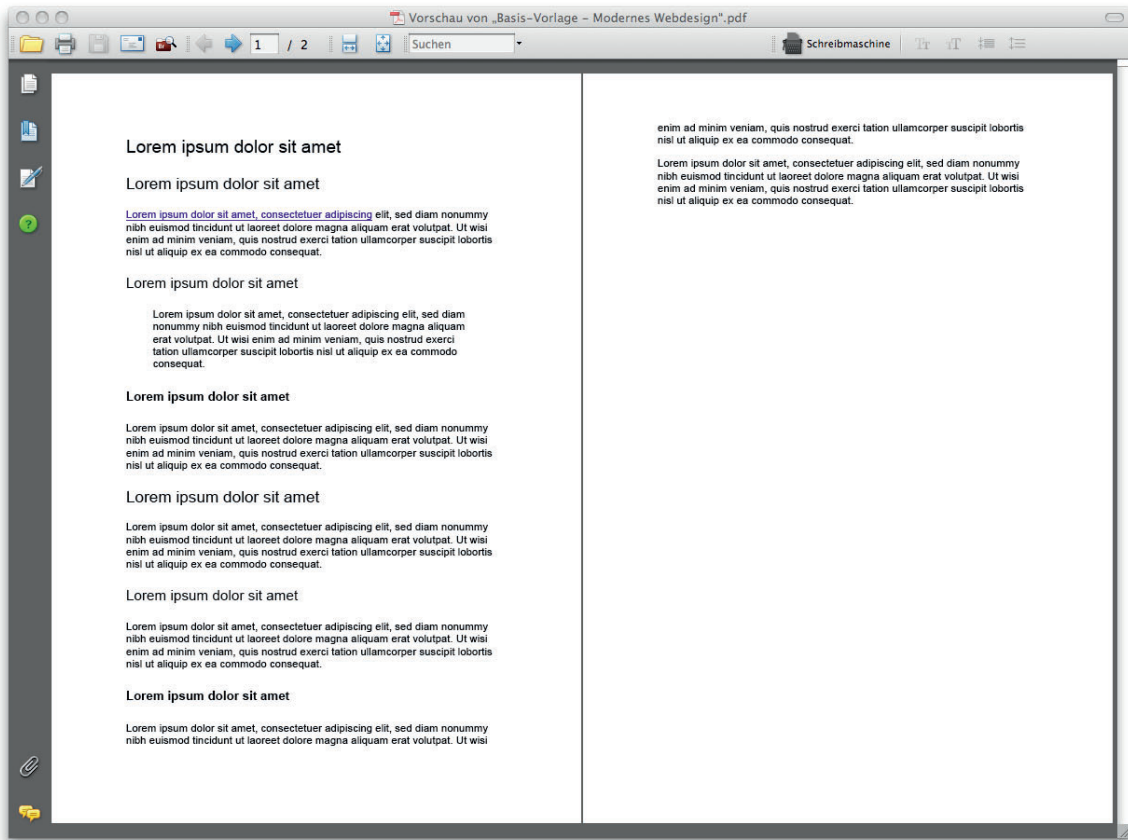 Vorschau von „Basis-Vorlage – Modernes Webdesign".pdf
1 / 2
Suchen
Schreibmaschine
TT TT
Lorem ipsum dolor sit amet
Lorem ipsum dolor sit amet
Lorem ipsum dolor sit amet, consectetuer adipiscing elit, sed diam nonummy
nibh euismod tincidunt ut laoreet dolore magna aliquam erat volutpat. Ut wisi
enim ad minim veniam, quis nostrud exerci tation ullamcorper suscipit lobortis
nisl ut aliquip ex ea commodo consequat.
Lorem ipsum dolor sit amet
Lorem ipsum dolor sit amet, consectetuer adipiscing elit, sed diam
nonummy nibh euismod tincidunt ut laoreet dolore magna aliquam
erat volutpat. Ut wisi enim ad minim veniam, quis nostrud exerci
tation ullamcorper suscipit lobortis nisl ut aliquip ex ea commodo
consequat.
Lorem ipsum dolor sit amet
Lorem ipsum dolor sit amet, consectetuer adipiscing elit, sed diam nonummy
nibh euismod tincidunt ut laoreet dolore magna aliquam erat volutpat. Ut wisi
enim ad minim veniam, quis nostrud exerci tation ullamcorper suscipit lobortis
nisl ut aliquip ex ea commodo consequat.
Lorem ipsum dolor sit amet
Lorem ipsum dolor sit amet, consectetuer adipiscing elit, sed diam nonummy
nibh euismod tincidunt ut laoreet dolore magna aliquam erat volutpat. Ut wisi
enim ad minim veniam, quis nostrud exerci tation ullamcorper suscipit lobortis
nisl ut aliquip ex ea commodo consequat.
Lorem ipsum dolor sit amet
Lorem ipsum dolor sit amet, consectetuer adipiscing elit, sed diam nonummy
nibh euismod tincidunt ut laoreet dolore magna aliquam erat volutpat. Ut wisi
enim ad minim veniam, quis nostrud exerci tation ullamcorper suscipit lobortis
nisl ut aliquip ex ea commodo consequat.
Lorem ipsum dolor sit amet
Lorem ipsum dolor sit amet, consectetuer adipiscing elit, sed diam nonummy
nibh euismod tincidunt ut laoreet dolore magna aliquam erat volutpat. Ut wisi
enim ad minim veniam, quis nostrud exerci tation ullamcorper suscipit lobortis
nisl ut aliquip ex ea commodo consequat.
Lorem ipsum dolor sit amet, consectetuer adipiscing elit, sed diam nonummy
nibh euismod tincidunt ut laoreet dolore magna aliquam erat volutpat. Ut wisi
enim ad minim veniam, quis nostrud exerci tation ullamcorper suscipit lobortis
nisl ut aliquip ex ea commodo consequat.